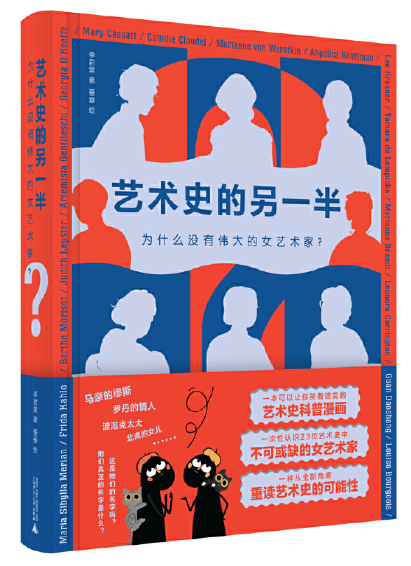 / Mary Cassatt / Camille Claudel / Marianne von Werefkin / Angelica Kauffman /
Lee Krasner / Tamara de Lempicka / Marianne Brandt / Leonora Carrington /
Guan Daosheng / Louise Bourgeois /
Maria Sibylla Merian / Frida Kahlo / Berthe Morisot / Judith Leyster / Artemisia Gentileschi / Georgia O'Keeffe
李君棠 著
艺术史的另一半
为什么没有伟大的女艺术家?
艺术史的另一半
为什么没有伟大的女艺术家?
?
李君棠 著
马奈的缪斯
罗丹的情人
波洛克太太
北斋的女儿
……
这是她们的名字吗?
她们真正的名字是什么?
一本可以让你笑着读完的
艺术史科普漫画
一次性认识23位艺术史中
不可或缺的女艺术家
一种从全新角度
重读艺术史的可能性